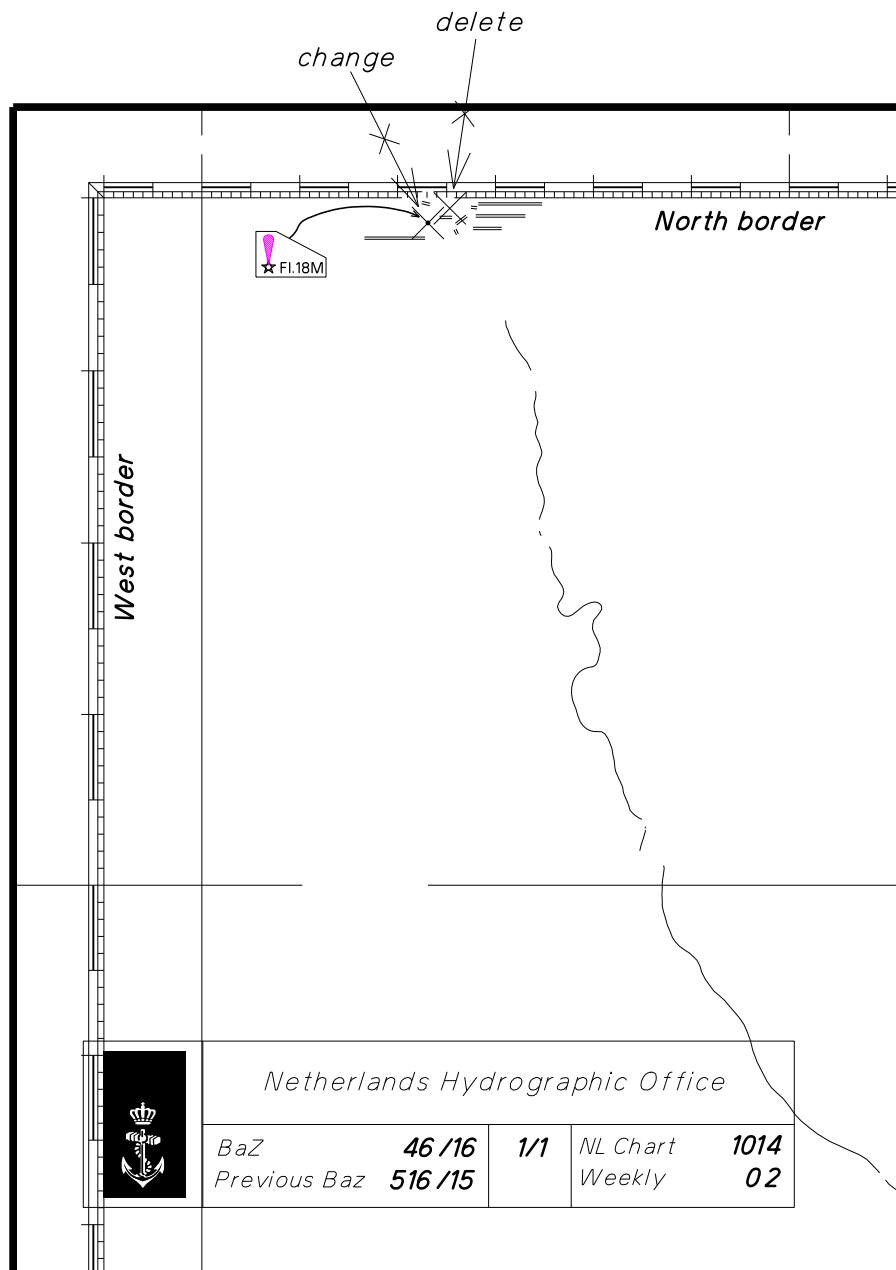 delete
change
North border
Fl.18M
West border
Netherlands Hydrographic Office
BaZ 46/16 1/1 NL Chart 1014
Previous Baz 516/15 Weekly 02